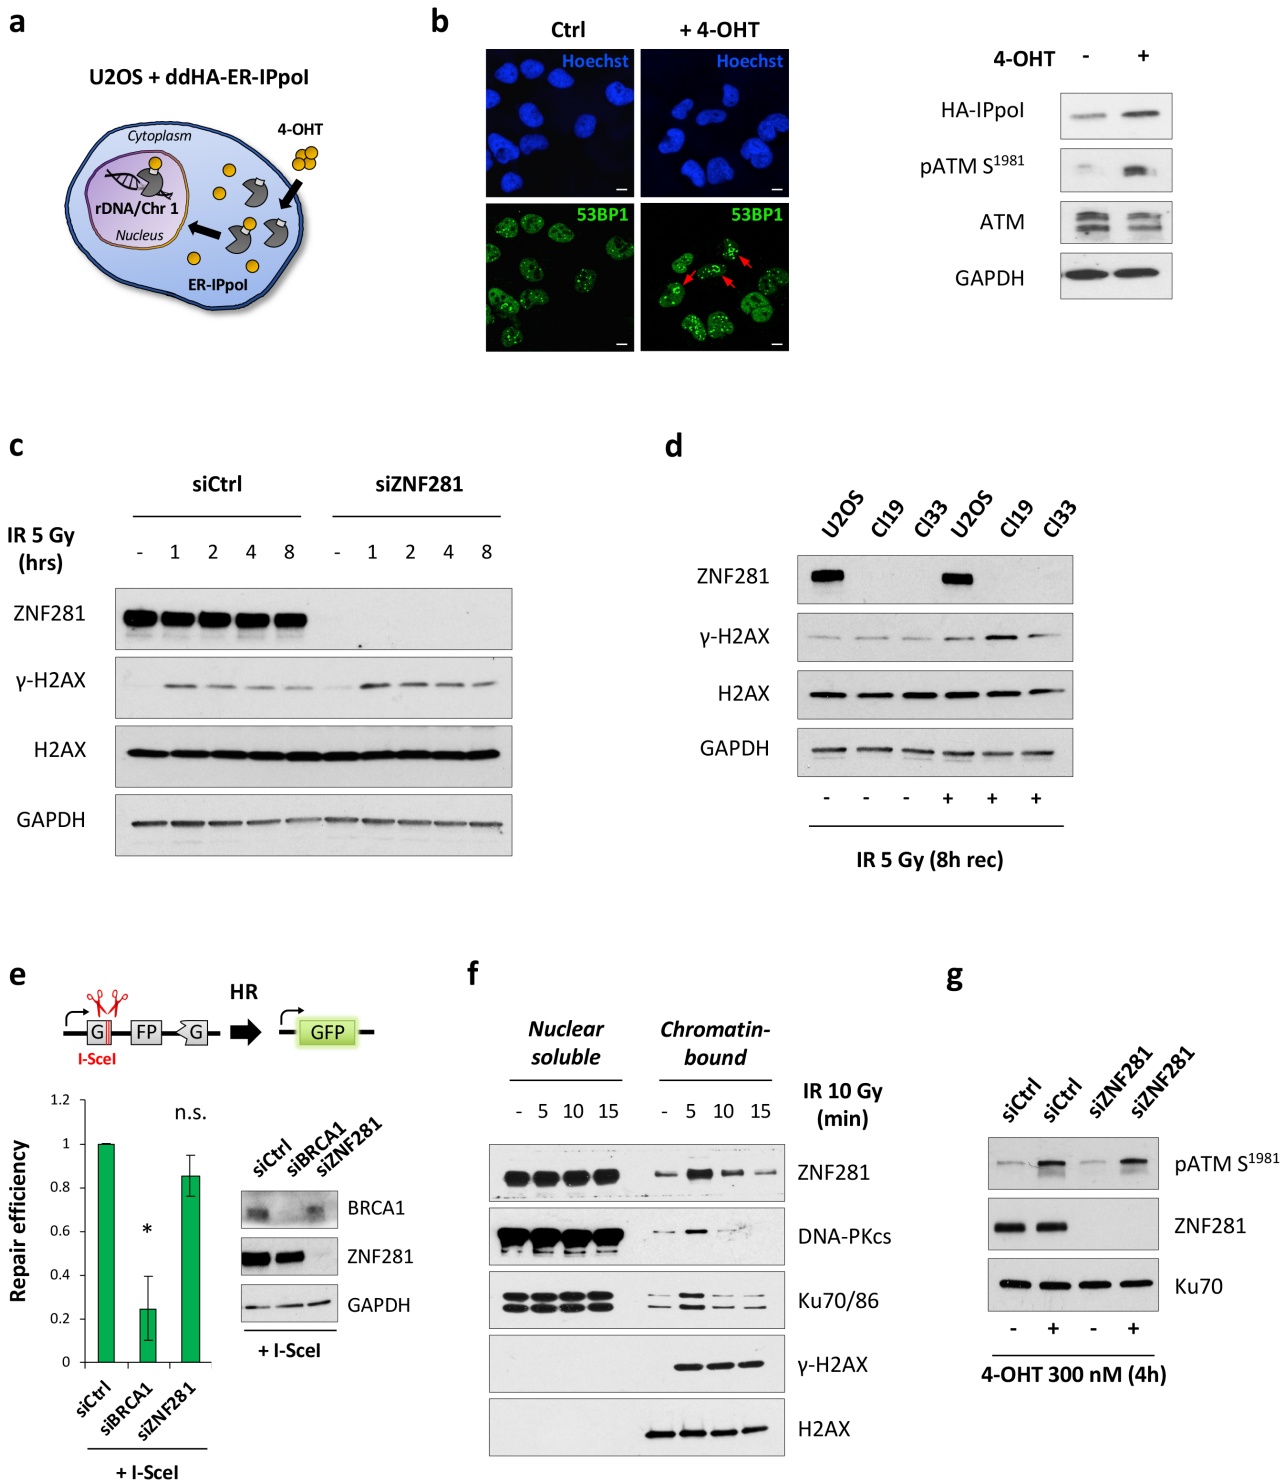 a
U2OS + ddHA-ER-IPpol
4-OHT
Cytoplasm
rDNA/Chr 1
Nucleus
ER-IPpol
b
Ctrl
+ 4-OHT
Hoechst
Hoechst
53BP1
53BP1
4-OHT - +
HA-IPpol
pATM S1981
ATM
GAPDH
c
siCtrl siZNF281
IR 5 Gy
(hrs)
- 1 2 4 8 - 1 2 4 8
ZNF281
γ-H2AX
H2AX
GAPDH
d
U2OS Cl19 Cl33 U2OS Cl19 Cl33
ZNF281
γ-H2AX
H2AX
GAPDH
- - - + + +
IR 5 Gy (8h rec)
e
HR
G FP G
GFP
I-SceI
Repair efficiency
1.2
1
0.8
0.6
0.4
0.2
0
*
n.s.
siCtrl
siBRCA1
siZNF281
+ I-SceI
siCtrl
siBRCA1
siZNF281
BRCA1
ZNF281
GAPDH
+ I-SceI
f
Nuclear
soluble
Chromatin-
bound
IR 10 Gy
(min)
- 5 10 15 - 5 10 15
ZNF281
DNA-PKcs
Ku70/86
γ-H2AX
H2AX
g
siCtrl
siCtrl
siZNF281
siZNF281
pATM S1981
ZNF281
Ku70
- + - +
4-OHT 300 nM (4h)